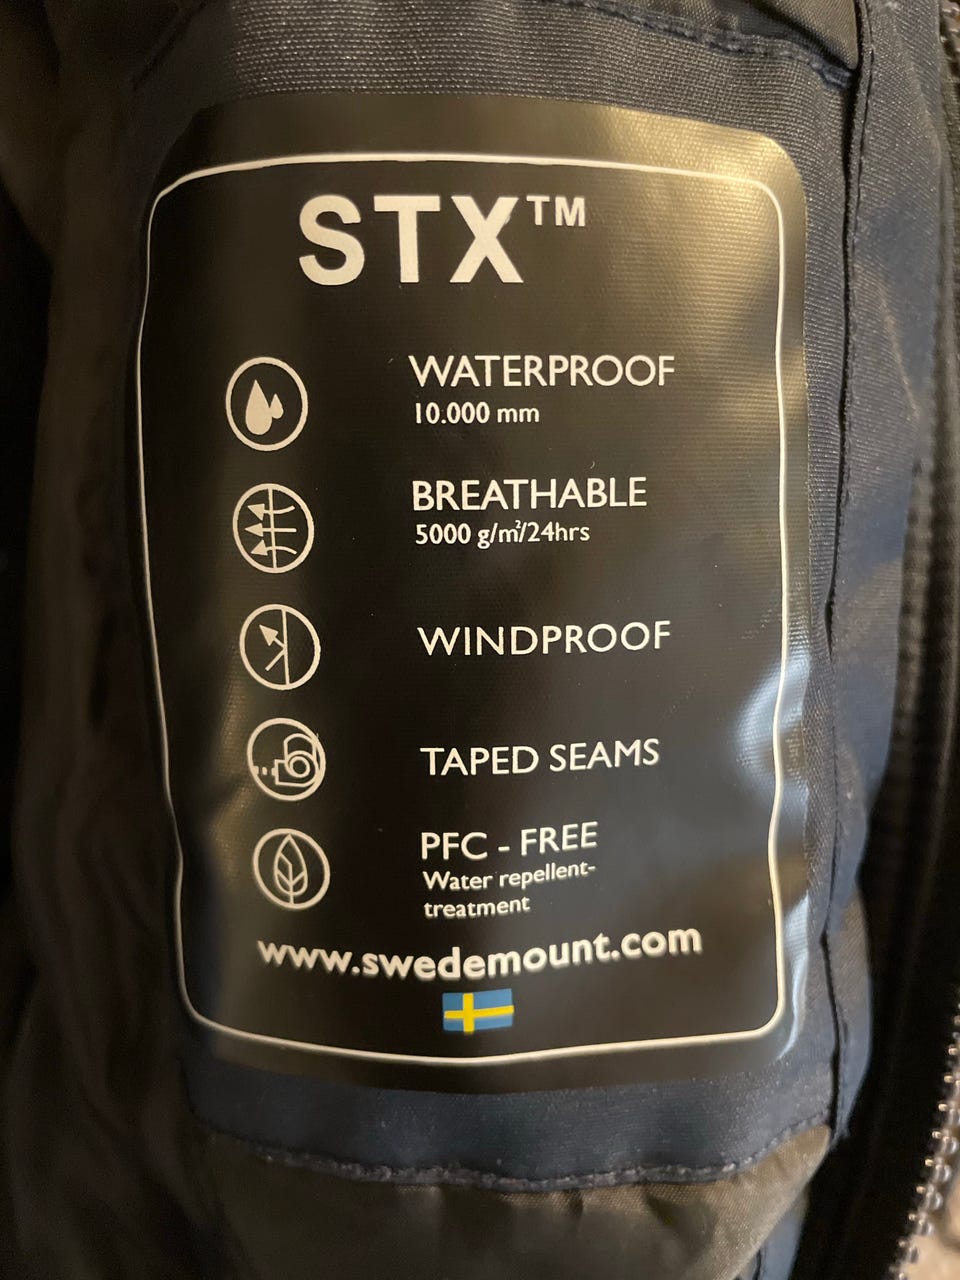 STX™
WATERPROOF
10.000 mm
BREATHABLE
5000 g/m²/24hrs
WINDPROOF
TAPED SEAMS
PFC - FREE
Water repellent-
treatment
www.swedemount.com